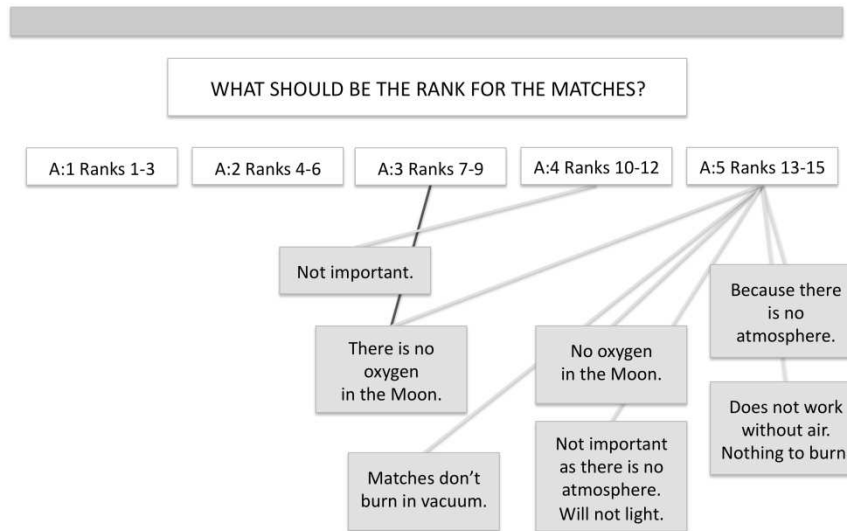 WHAT SHOULD BE THE RANK FOR THE MATCHES?
A:1 Ranks 1-3
A:2 Ranks 4-6
A:3 Ranks 7-9
A:4 Ranks 10-12
A:5 Ranks 13-15
Not important.
Because there
is no
atmosphere.
There is no
oxygen
in the Moon.
No oxygen
in the Moon.
Does not work
without air.
Nothing to burn
Matches don't
burn in vacuum.
Not important
as there is no
atmosphere.
Will not light.